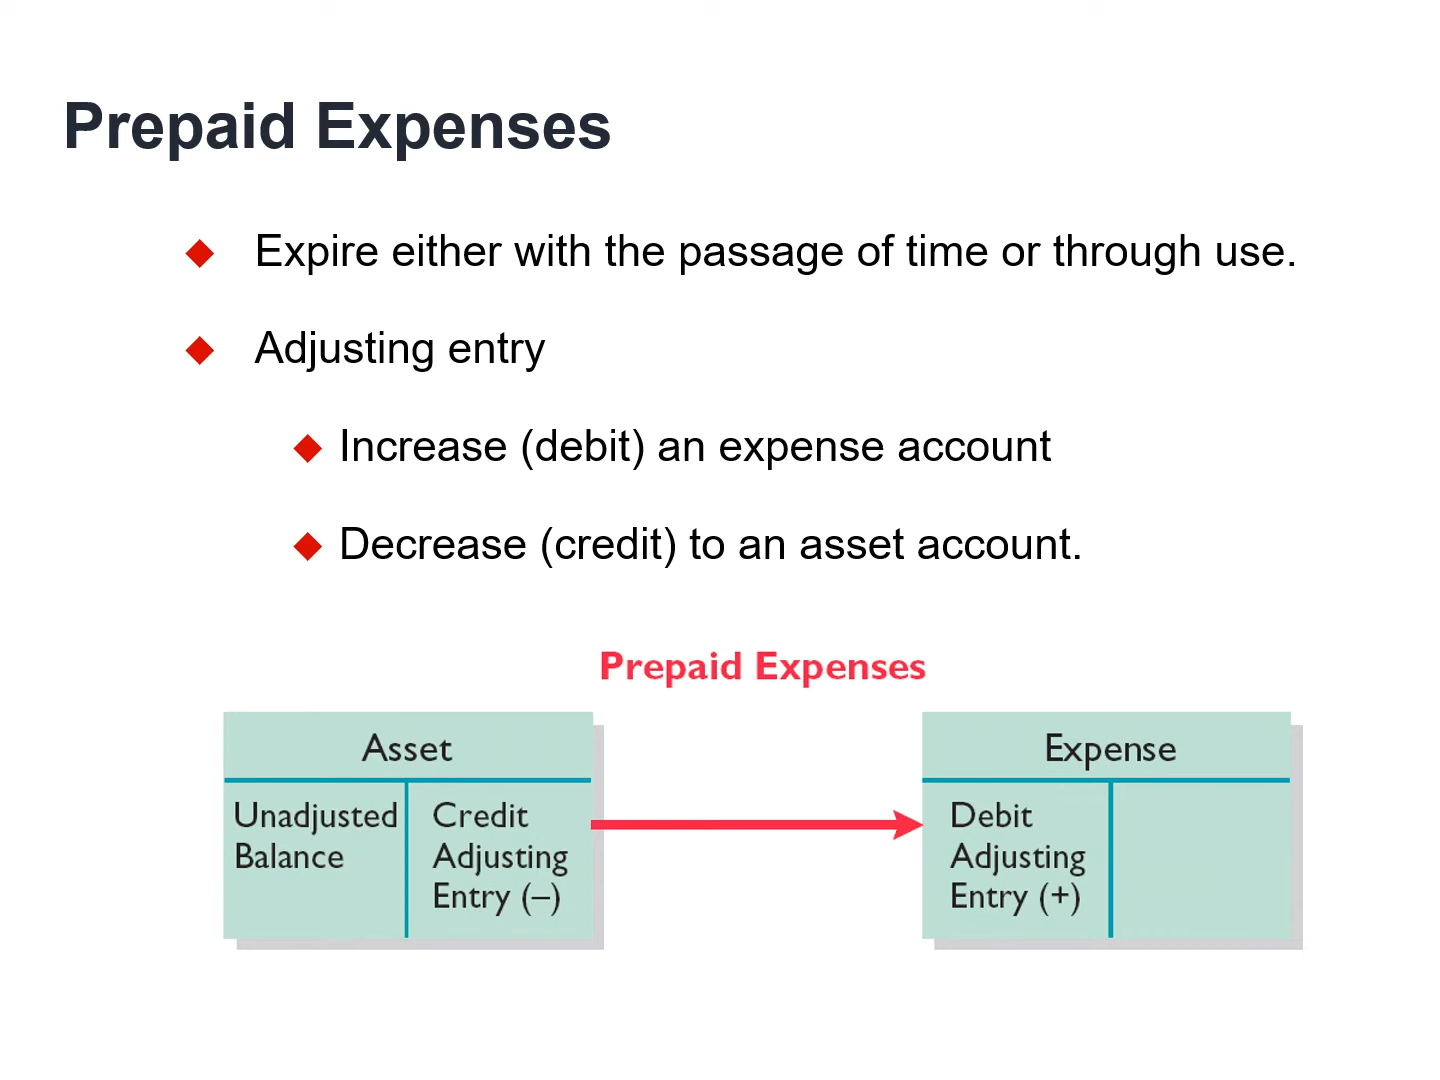 Prepaid Expenses
Expire either with the passage of time or through use.
Adjusting entry
Increase (debit) an expense account
Decrease (credit) to an asset account.
Prepaid Expenses
Asset
Unadjusted
Balance
Credit
Adjusting
Entry (–)
Expense
Debit
Adjusting
Entry (+)